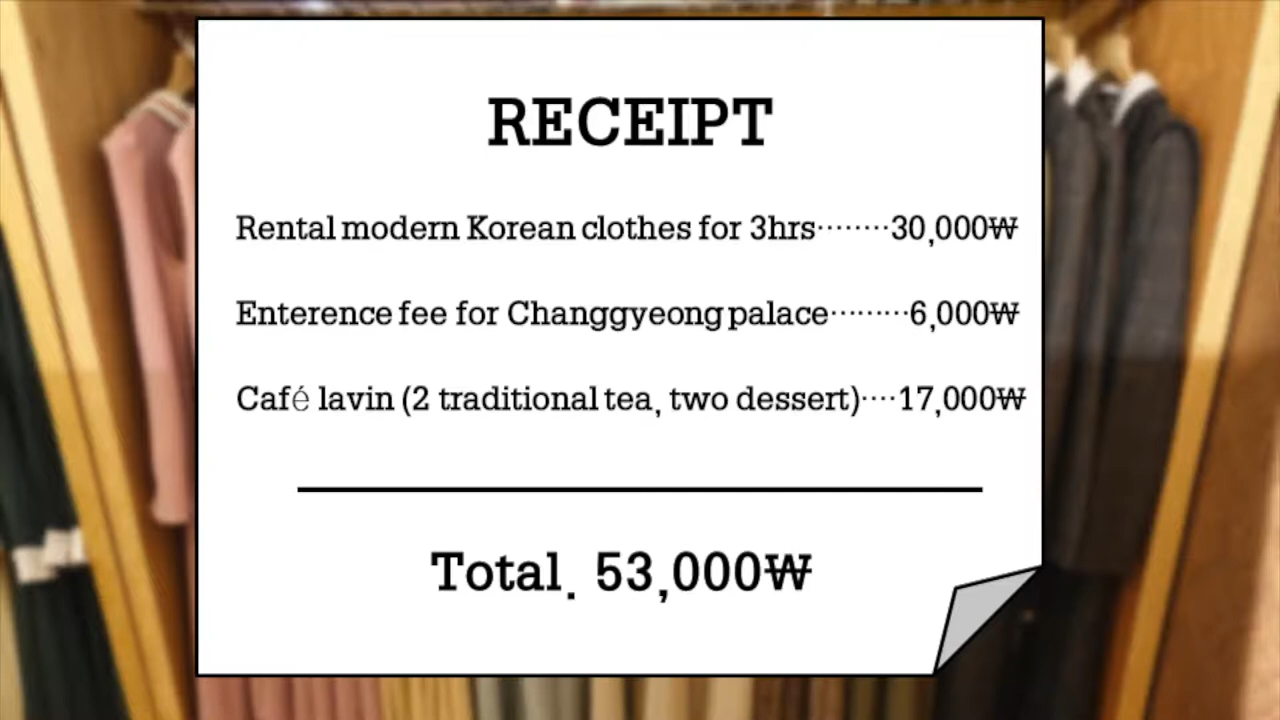 RECEIPT
Rental modern Korean clothes for 3hrs········30,000₩
Enterence fee for Changgyeong palace·········6,000₩
Café lavin (2 traditional tea, two dessert)····17,000₩
Total. 53,000₩